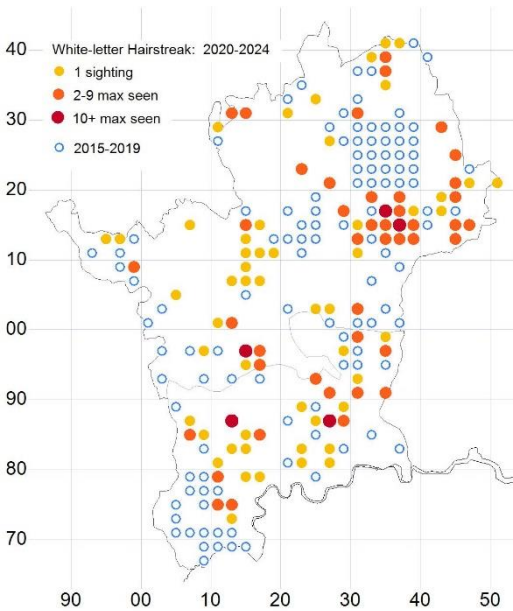 40
White-letter Hairstreak: 2020-2024
1 sighting
2-9 max seen
10+ max seen
2015-2019
30
20
10
00
90
80
70
90 00 10 20 30 40 50